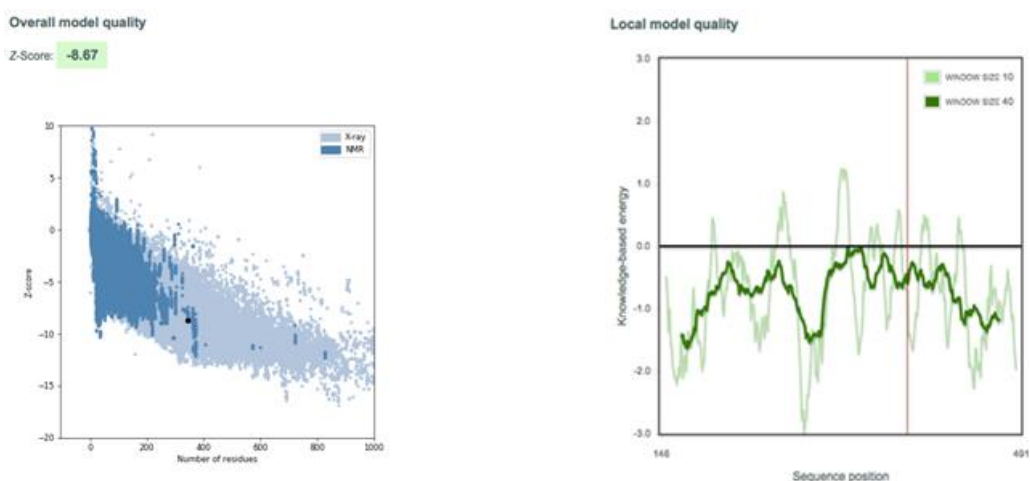 Overall model quality
Z-Score: -8.67
10
5
0
-5
-10
-15
-20
Z-score
X-ray
NMR
0 200 400 600 800 1000
Number of residues
Local model quality
3.0
2.0
1.0
0.0
-1.0
-2.0
-3.0
Knowledge-based energy
WINDOW SIZE 10
WINDOW SIZE 40
146 491
Sequence position